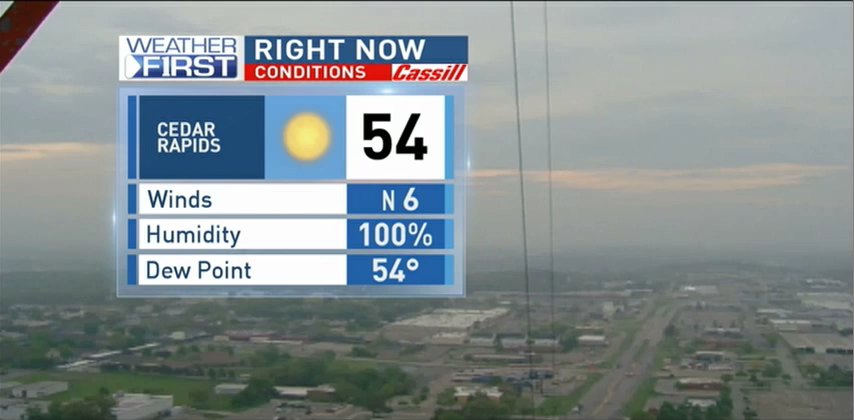 WEATHER
FIRST
RIGHT NOW
CONDITIONS
Cassill
CEDAR
RAPIDS
54
Winds N 6
Humidity 100%
Dew Point 54°